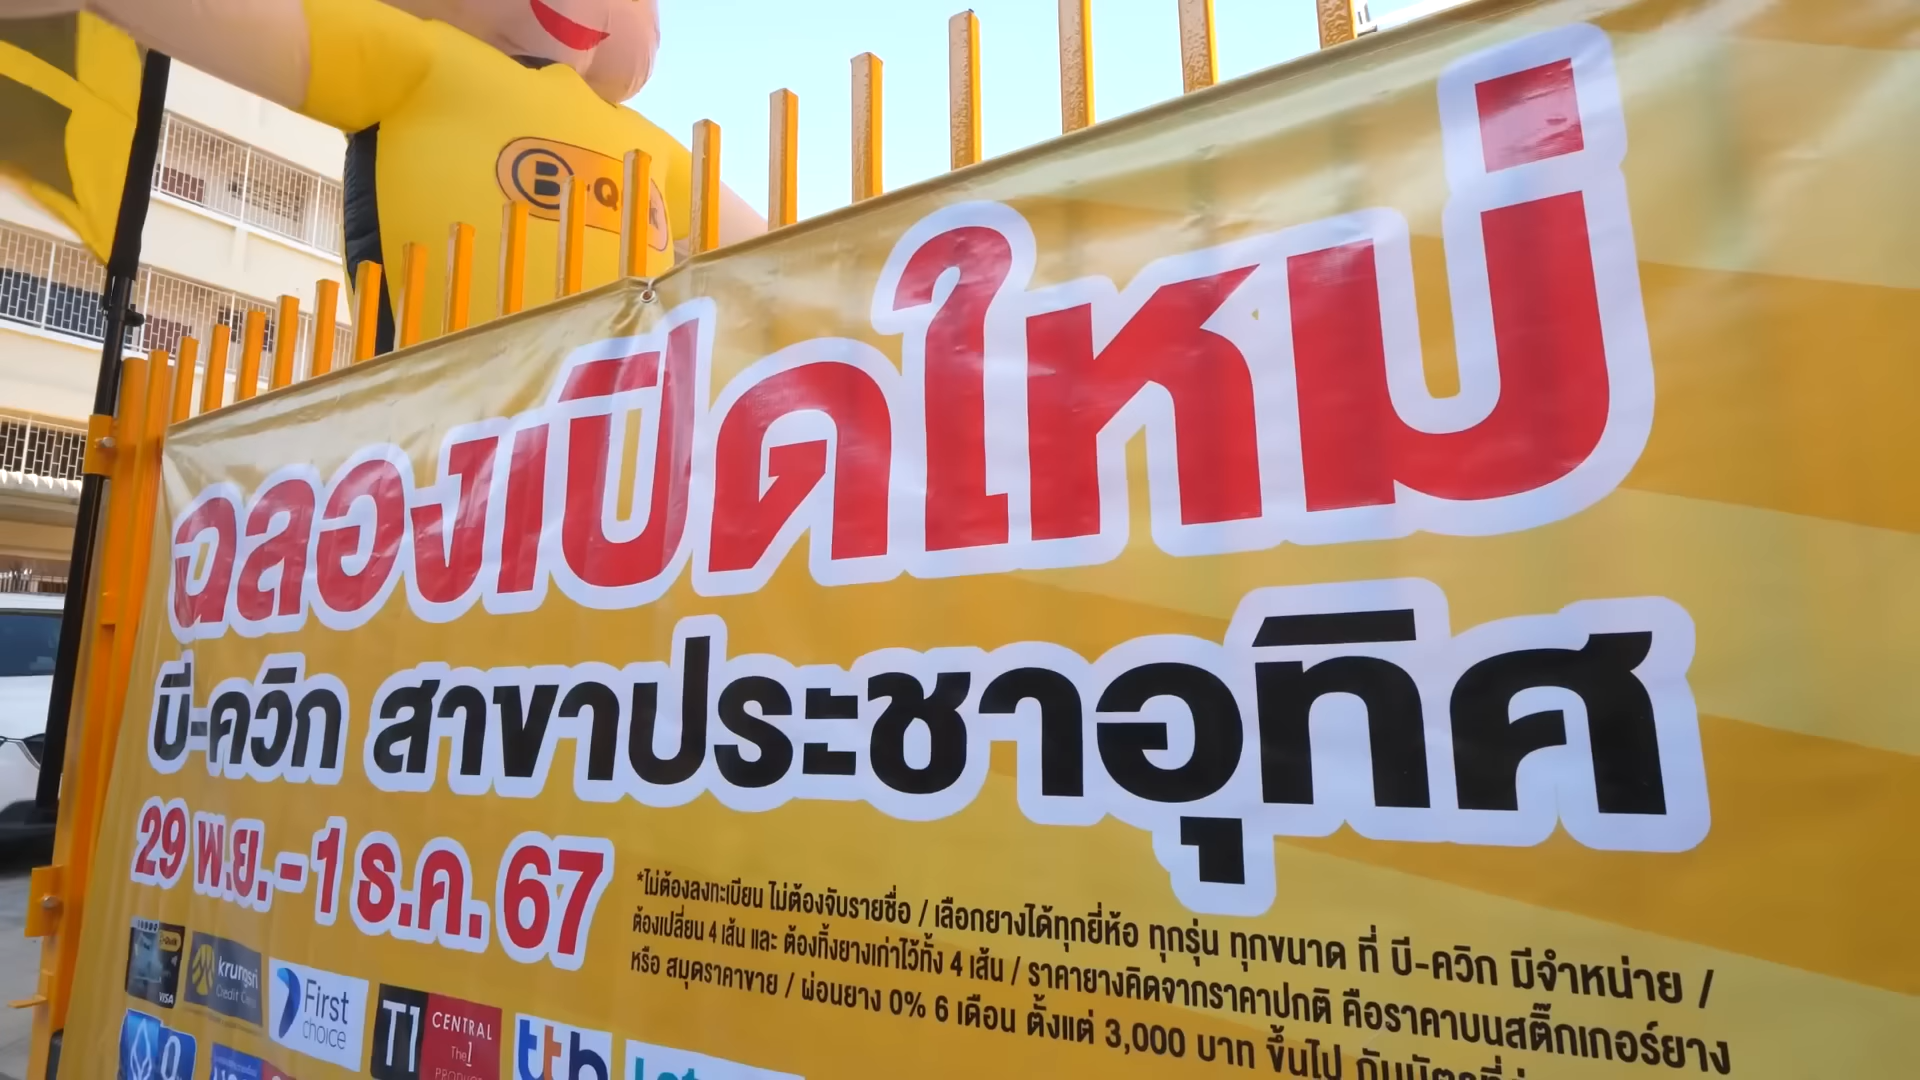 B-Quik
ฉลองเปิดใหม่
บี-ควิก สาขาประชาอุทิศ
29 พ.ย. - 1 ธ.ค. 67
*ไม่ต้องลงทะเบียน ไม่ต้องจับรายชื่อ / เลือกยางได้ทุกยี่ห้อ ทุกรุ่น ทุกขนาด ที่ บี-ควิก มีจำหน่าย /
ต้องเปลี่ยน 4 เส้น และ ต้องทิ้งยางเก่าไว้ทั้ง 4 เส้น / ราคายางคิดจากราคาปกติ คือราคาบนสติ๊กเกอร์ยาง
หรือ สมุดราคาขาย / ผ่อนยาง 0% 6 เดือน ตั้งแต่ 3,000 บาท ขึ้นไป
VISA
krungsri
Credit Card
First
choice
T1
CENTRAL
The 1
ttb